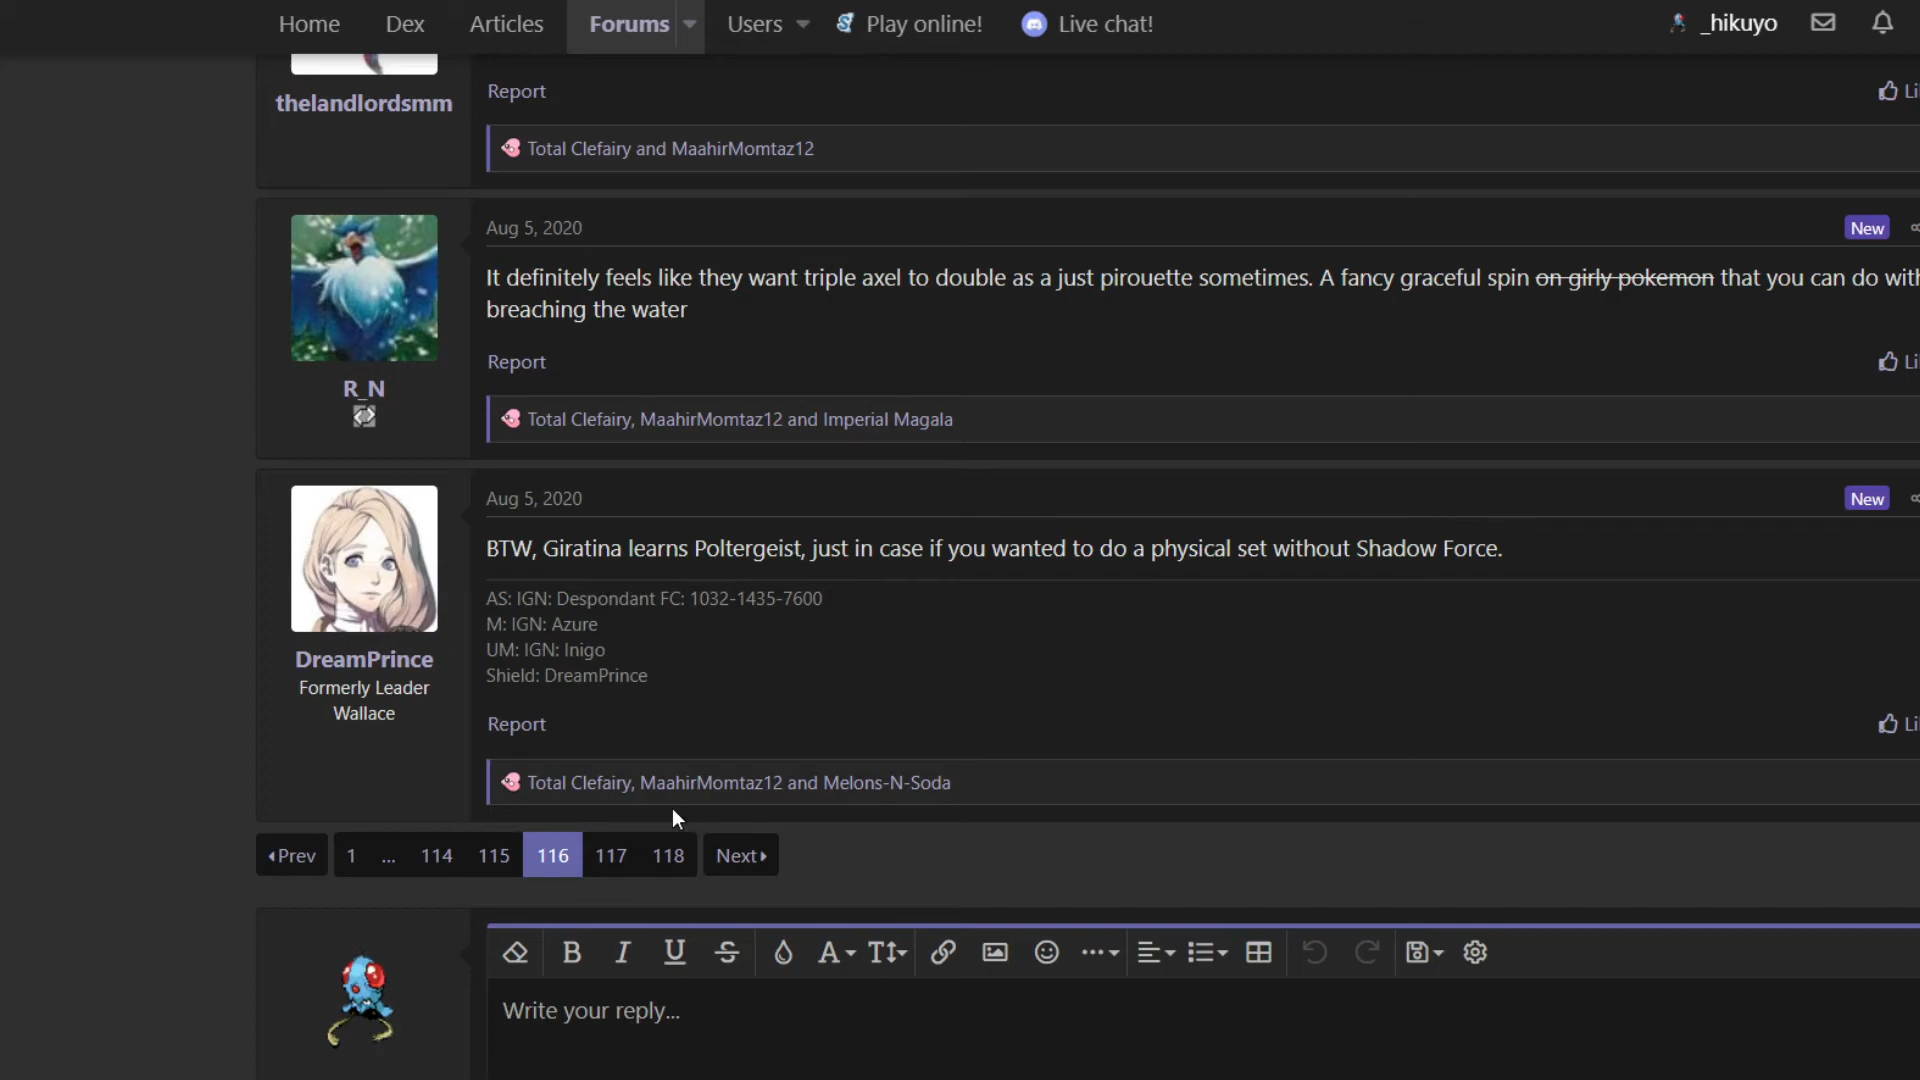 Home Dex Articles Forums Users Play online! Live chat! _hikuyo
thelandlordsmm
Report
Total Clefairy and MaahirMomtaz12
Aug 5, 2020
New
It definitely feels like they want triple axel to double as a just pirouette sometimes. A fancy graceful spin on girly pokemon that you can do
breaching the water
R_N
Report
Total Clefairy, MaahirMomtaz12 and Imperial Magala
Aug 5, 2020
New
BTW, Giratina learns Poltergeist, just in case if you wanted to do a physical set without Shadow Force.
AS: IGN: Despondant FC: 1032-1435-7600
M: IGN: Azure
UM: IGN: Inigo
Shield: DreamPrince
DreamPrince
Formerly Leader
Wallace
Report
Total Clefairy, MaahirMomtaz12 and Melons-N-Soda
Prev 1 ... 114 115 116 117 118 Next
B I U S A T
Write your reply...